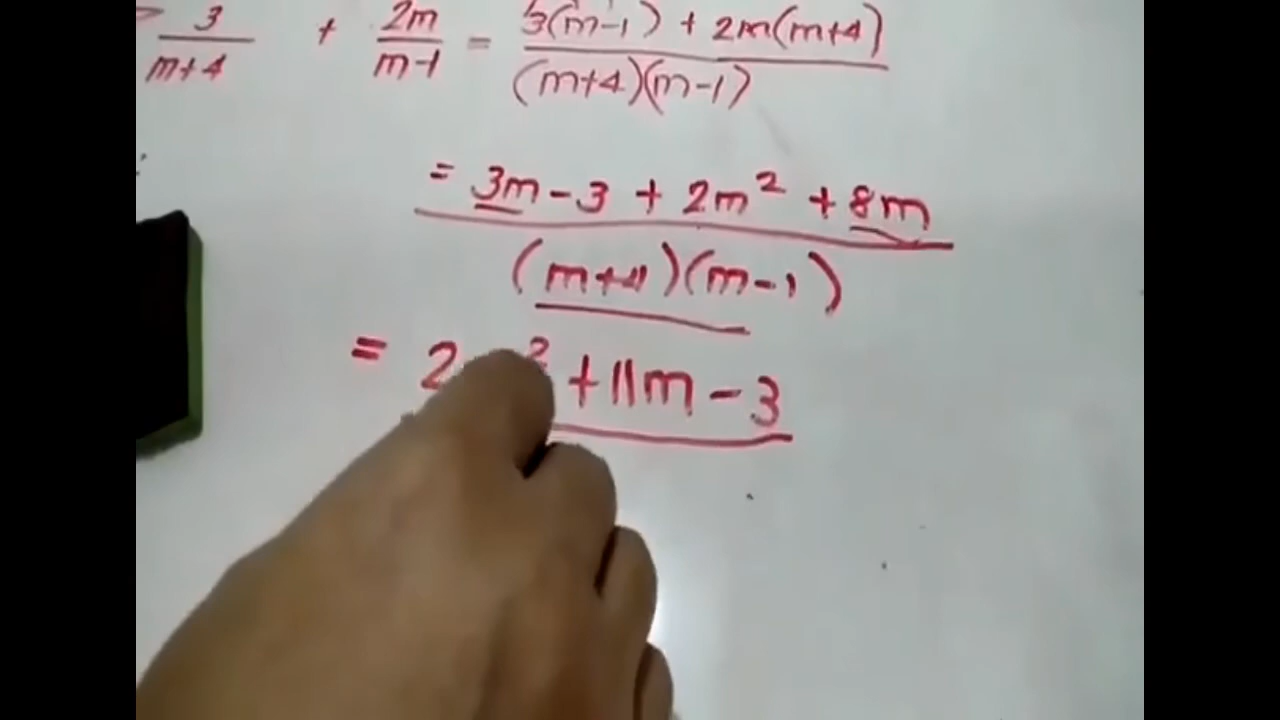 3/(m+4) + 2m/(m-1) = (3(m-1) + 2m(m+4))/((m+4)(m-1))
= 3m - 3 + 2m² + 8m
(m+4)(m-1)
= 2 ² + 11m - 3